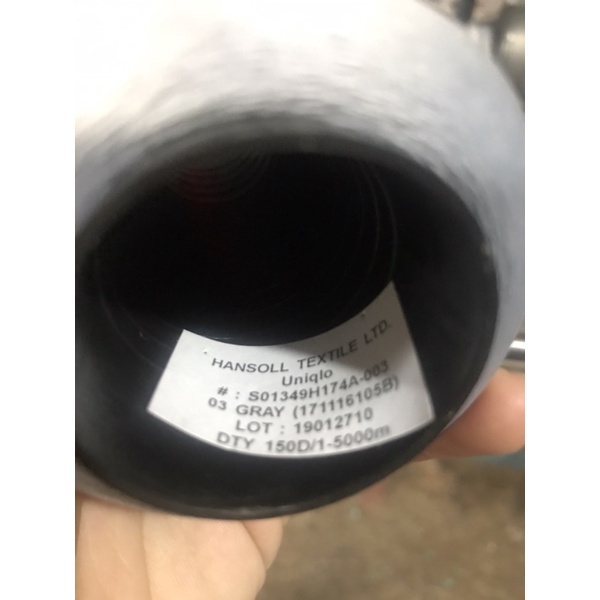 HANSOLL TEXTILE LTD.
Uniqlo
# : S01349H174A-003
03 GRAY (171116105B)
LOT : 19012710
DTY 150D/1-5000m